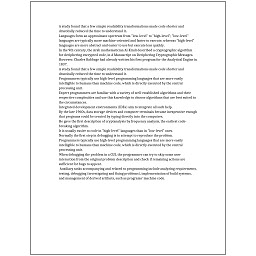 A study found that a few simple readability transformations made code shorter and
drastically reduced the time to understand it.
Languages form an approximate spectrum from "low-level" to "high-level"; "low-level"
languages are typically more machine-oriented and faster to execute, whereas "high-level"
languages are more abstract and easier to use but execute less quickly.
In the 9th century, the Arab mathematician Al-Kindi described a cryptographic algorithm
for deciphering encrypted code, in A Manuscript on Deciphering Cryptographic Messages.
However, Charles Babbage had already written his first program for the Analytical Engine in
1837.
A study found that a few simple readability transformations made code shorter and
drastically reduced the time to understand it.
Programmers typically use high-level programming languages that are more easily
intelligible to humans than machine code, which is directly executed by the central
processing unit.
Expert programmers are familiar with a variety of well-established algorithms and their
respective complexities and use this knowledge to choose algorithms that are best suited to
the circumstances.
Integrated development environments (IDEs) aim to integrate all such help.
By the late 1960s, data storage devices and computer terminals became inexpensive enough
that programs could be created by typing directly into the computers.
He gave the first description of cryptanalysis by frequency analysis, the earliest code-
breaking algorithm.
It is usually easier to code in "high-level" languages than in "low-level" ones.
Normally the first step in debugging is to attempt to reproduce the problem.
Programmers typically use high-level programming languages that are more easily
intelligible to humans than machine code, which is directly executed by the central
processing unit.
When debugging the problem in a GUI, the programmer can try to skip some user
interaction from the original problem description and check if remaining actions are
sufficient for bugs to appear.
Auxiliary tasks accompanying and related to programming include analyzing requirements,
testing, debugging (investigating and fixing problems), implementation of build systems,
and management of derived artifacts, such as programs' machine code.